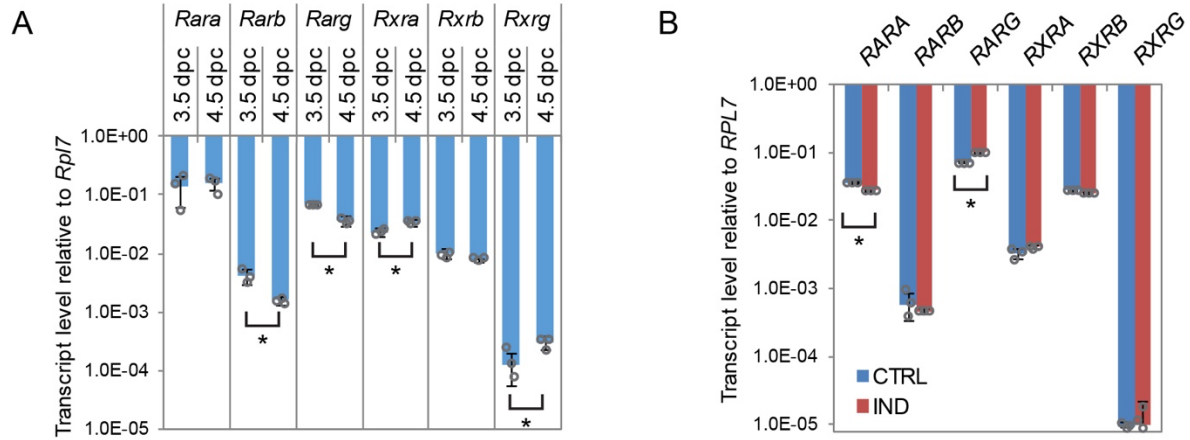 A
Rara Rarb Rarg Rxra Rxrb Rxrg
3.5 dpc 4.5 dpc 3.5 dpc 4.5 dpc 3.5 dpc 4.5 dpc 3.5 dpc 4.5 dpc 3.5 dpc 4.5 dpc 3.5 dpc 4.5 dpc
Transcript level relative to Rpl7
1.0E+00
1.0E-01
1.0E-02
1.0E-03
1.0E-04
1.0E-05
* * * *
B
RARA RARB RARG RXRA RXRB RXRG
Transcript level relative to RPL7
1.0E+00
1.0E-01
1.0E-02
1.0E-03
1.0E-04
1.0E-05
* *
CTRL
IND